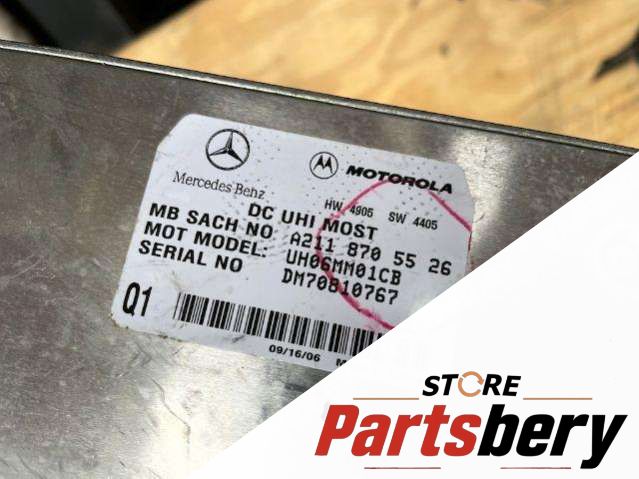 Mercedes Benz
MOTOROLA
HW 4905 SW 4405
DC UHI MOST
MB SACH NO A211 870 55 26
MOT MODEL: UH06MM01CB
SERIAL NO DM70810767
Q1
09/16/06
STORE
Partsbery